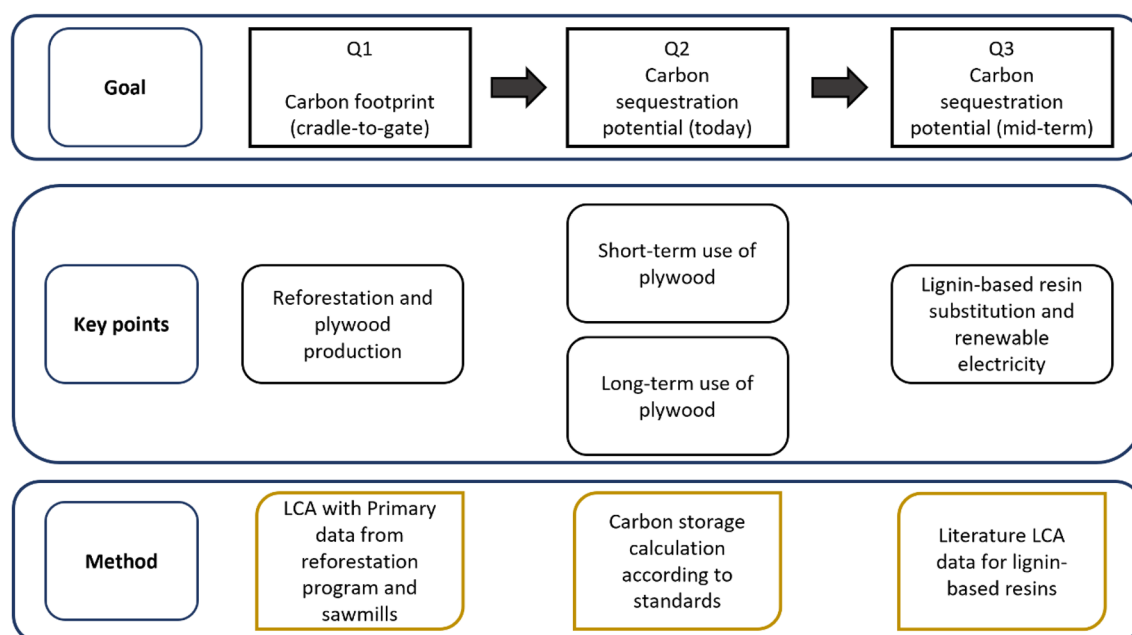 Goal
Q1
Carbon footprint
(cradle-to-gate)
Q2
Carbon
sequestration
potential (today)
Q3
Carbon
sequestration
potential (mid-term)
Key points
Reforestation and
plywood
production
Short-term use of
plywood
Long-term use of
plywood
Lignin-based resin
substitution and
renewable
electricity
Method
LCA with Primary
data from
reforestation
program and
sawmills
Carbon storage
calculation
according to
standards
Literature LCA
data for lignin-
based resins